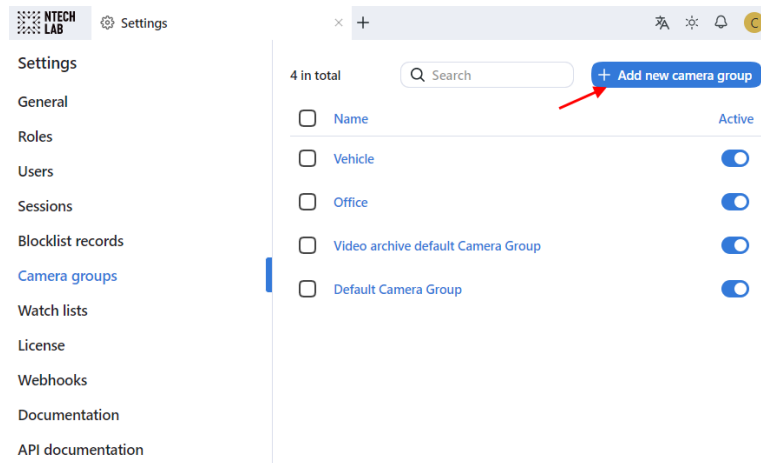 NTECH
LAB
Settings
C
Settings
General
Roles
Users
Sessions
Blocklist records
Camera groups
Watch lists
License
Webhooks
Documentation
API documentation
4 in total
Search
+ Add new camera group
Name
Active
Vehicle
Office
Video archive default Camera Group
Default Camera Group